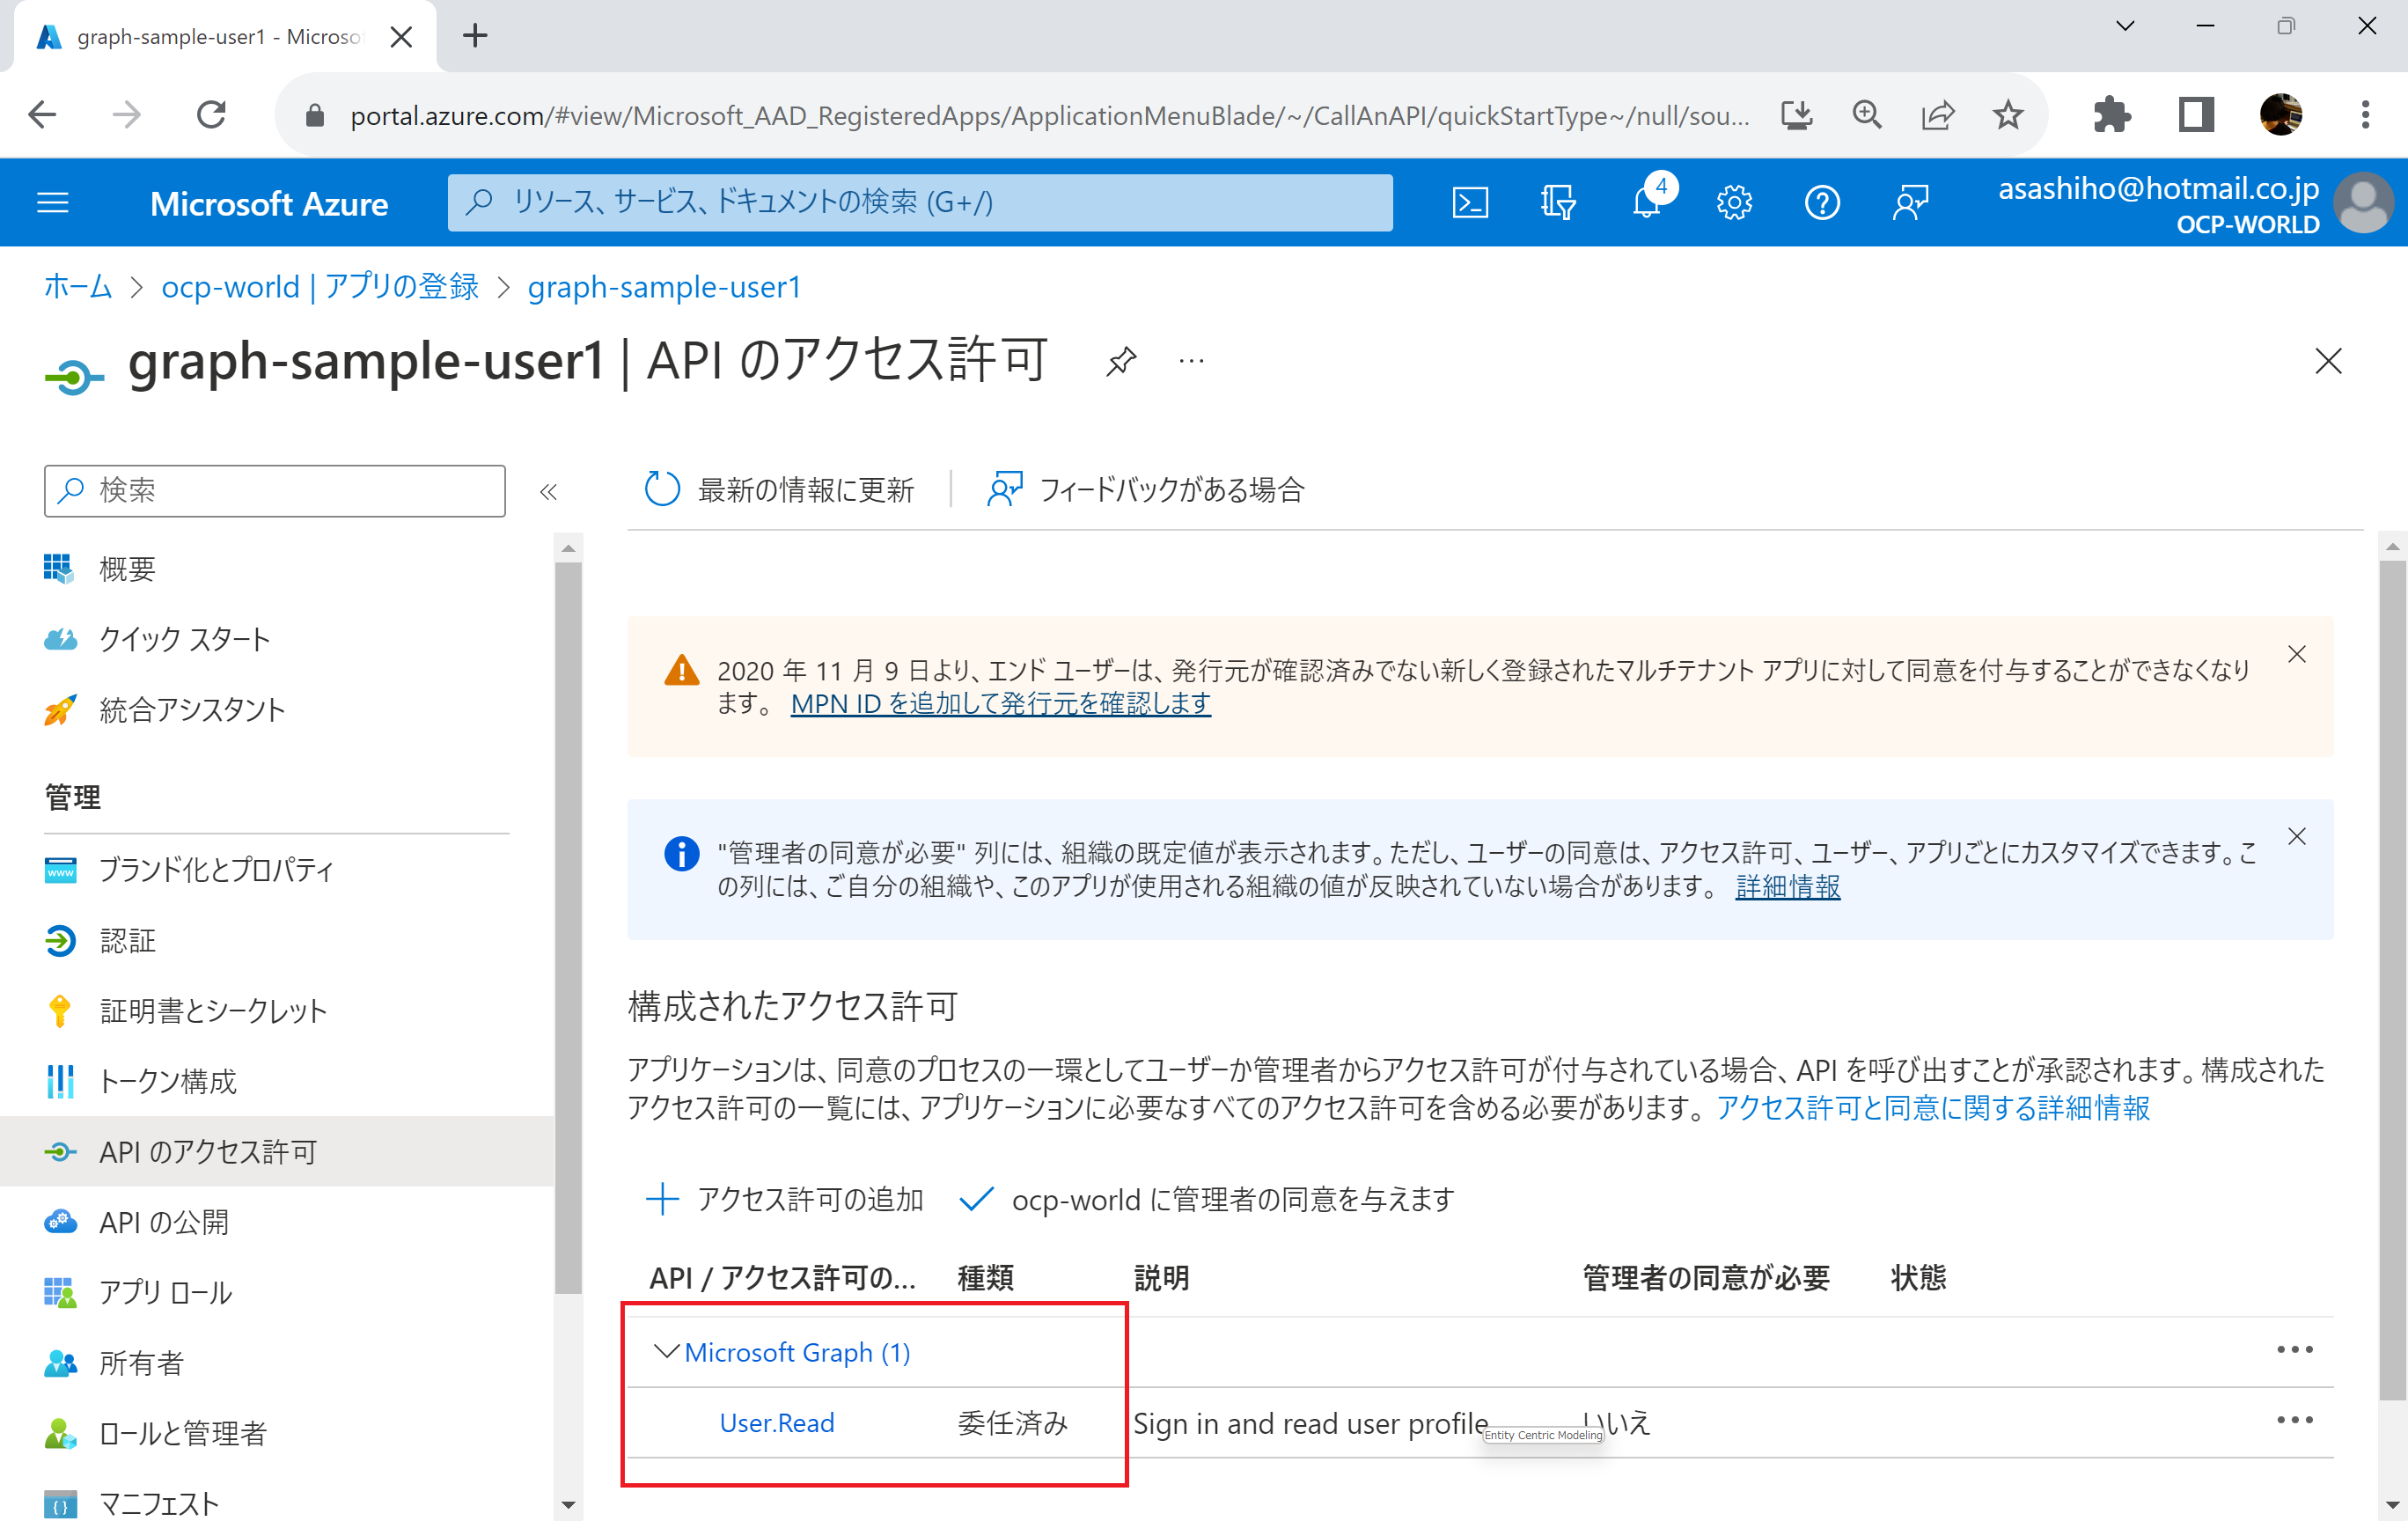 graph-sample-user1 - Microso
portal.azure.com/#view/Microsoft_AAD_RegisteredApps/ApplicationMenuBlade/~/CallAnAPI/quickStartType~/null/sou...
Microsoft Azure
リソース、サービス、ドキュメントの検索 (G+/)
4
asashiho@hotmail.co.jp
OCP-WORLD
ホーム > ocp-world | アプリの登録 > graph-sample-user1
graph-sample-user1 | API のアクセス許可
検索
概要
クイック スタート
統合アシスタント
管理
ブランド化とプロパティ
認証
証明書とシークレット
トークン構成
API のアクセス許可
API の公開
アプリ ロール
所有者
ロールと管理者
マニフェスト
最新の情報に更新
フィードバックがある場合
2020 年 11 月 9 日より、エンド ユーザーは、発行元が確認済みでない新しく登録されたマルチテナント アプリに対して同意を付与することができなくなり
ます。 MPN ID を追加して発行元を確認します
"管理者の同意が必要" 列には、組織の既定値が表示されます。ただし、ユーザーの同意は、アクセス許可、ユーザー、アプリごとにカスタマイズできます。こ
の列には、ご自分の組織や、このアプリが使用される組織の値が反映されていない場合があります。 詳細情報
構成されたアクセス許可
アプリケーションは、同意のプロセスの一環としてユーザーか管理者からアクセス許可が付与されている場合、API を呼び出すことが承認されます。構成された
アクセス許可の一覧には、アプリケーションに必要なすべてのアクセス許可を含める必要があります。 アクセス許可と同意に関する詳細情報
アクセス許可の追加
ocp-world に管理者の同意を与えます
API / アクセス許可の... 種類 説明 管理者の同意が必要 状態
Microsoft Graph (1)
User.Read 委任済み Sign in and read user profile いいえ
Entity Centric Modeling